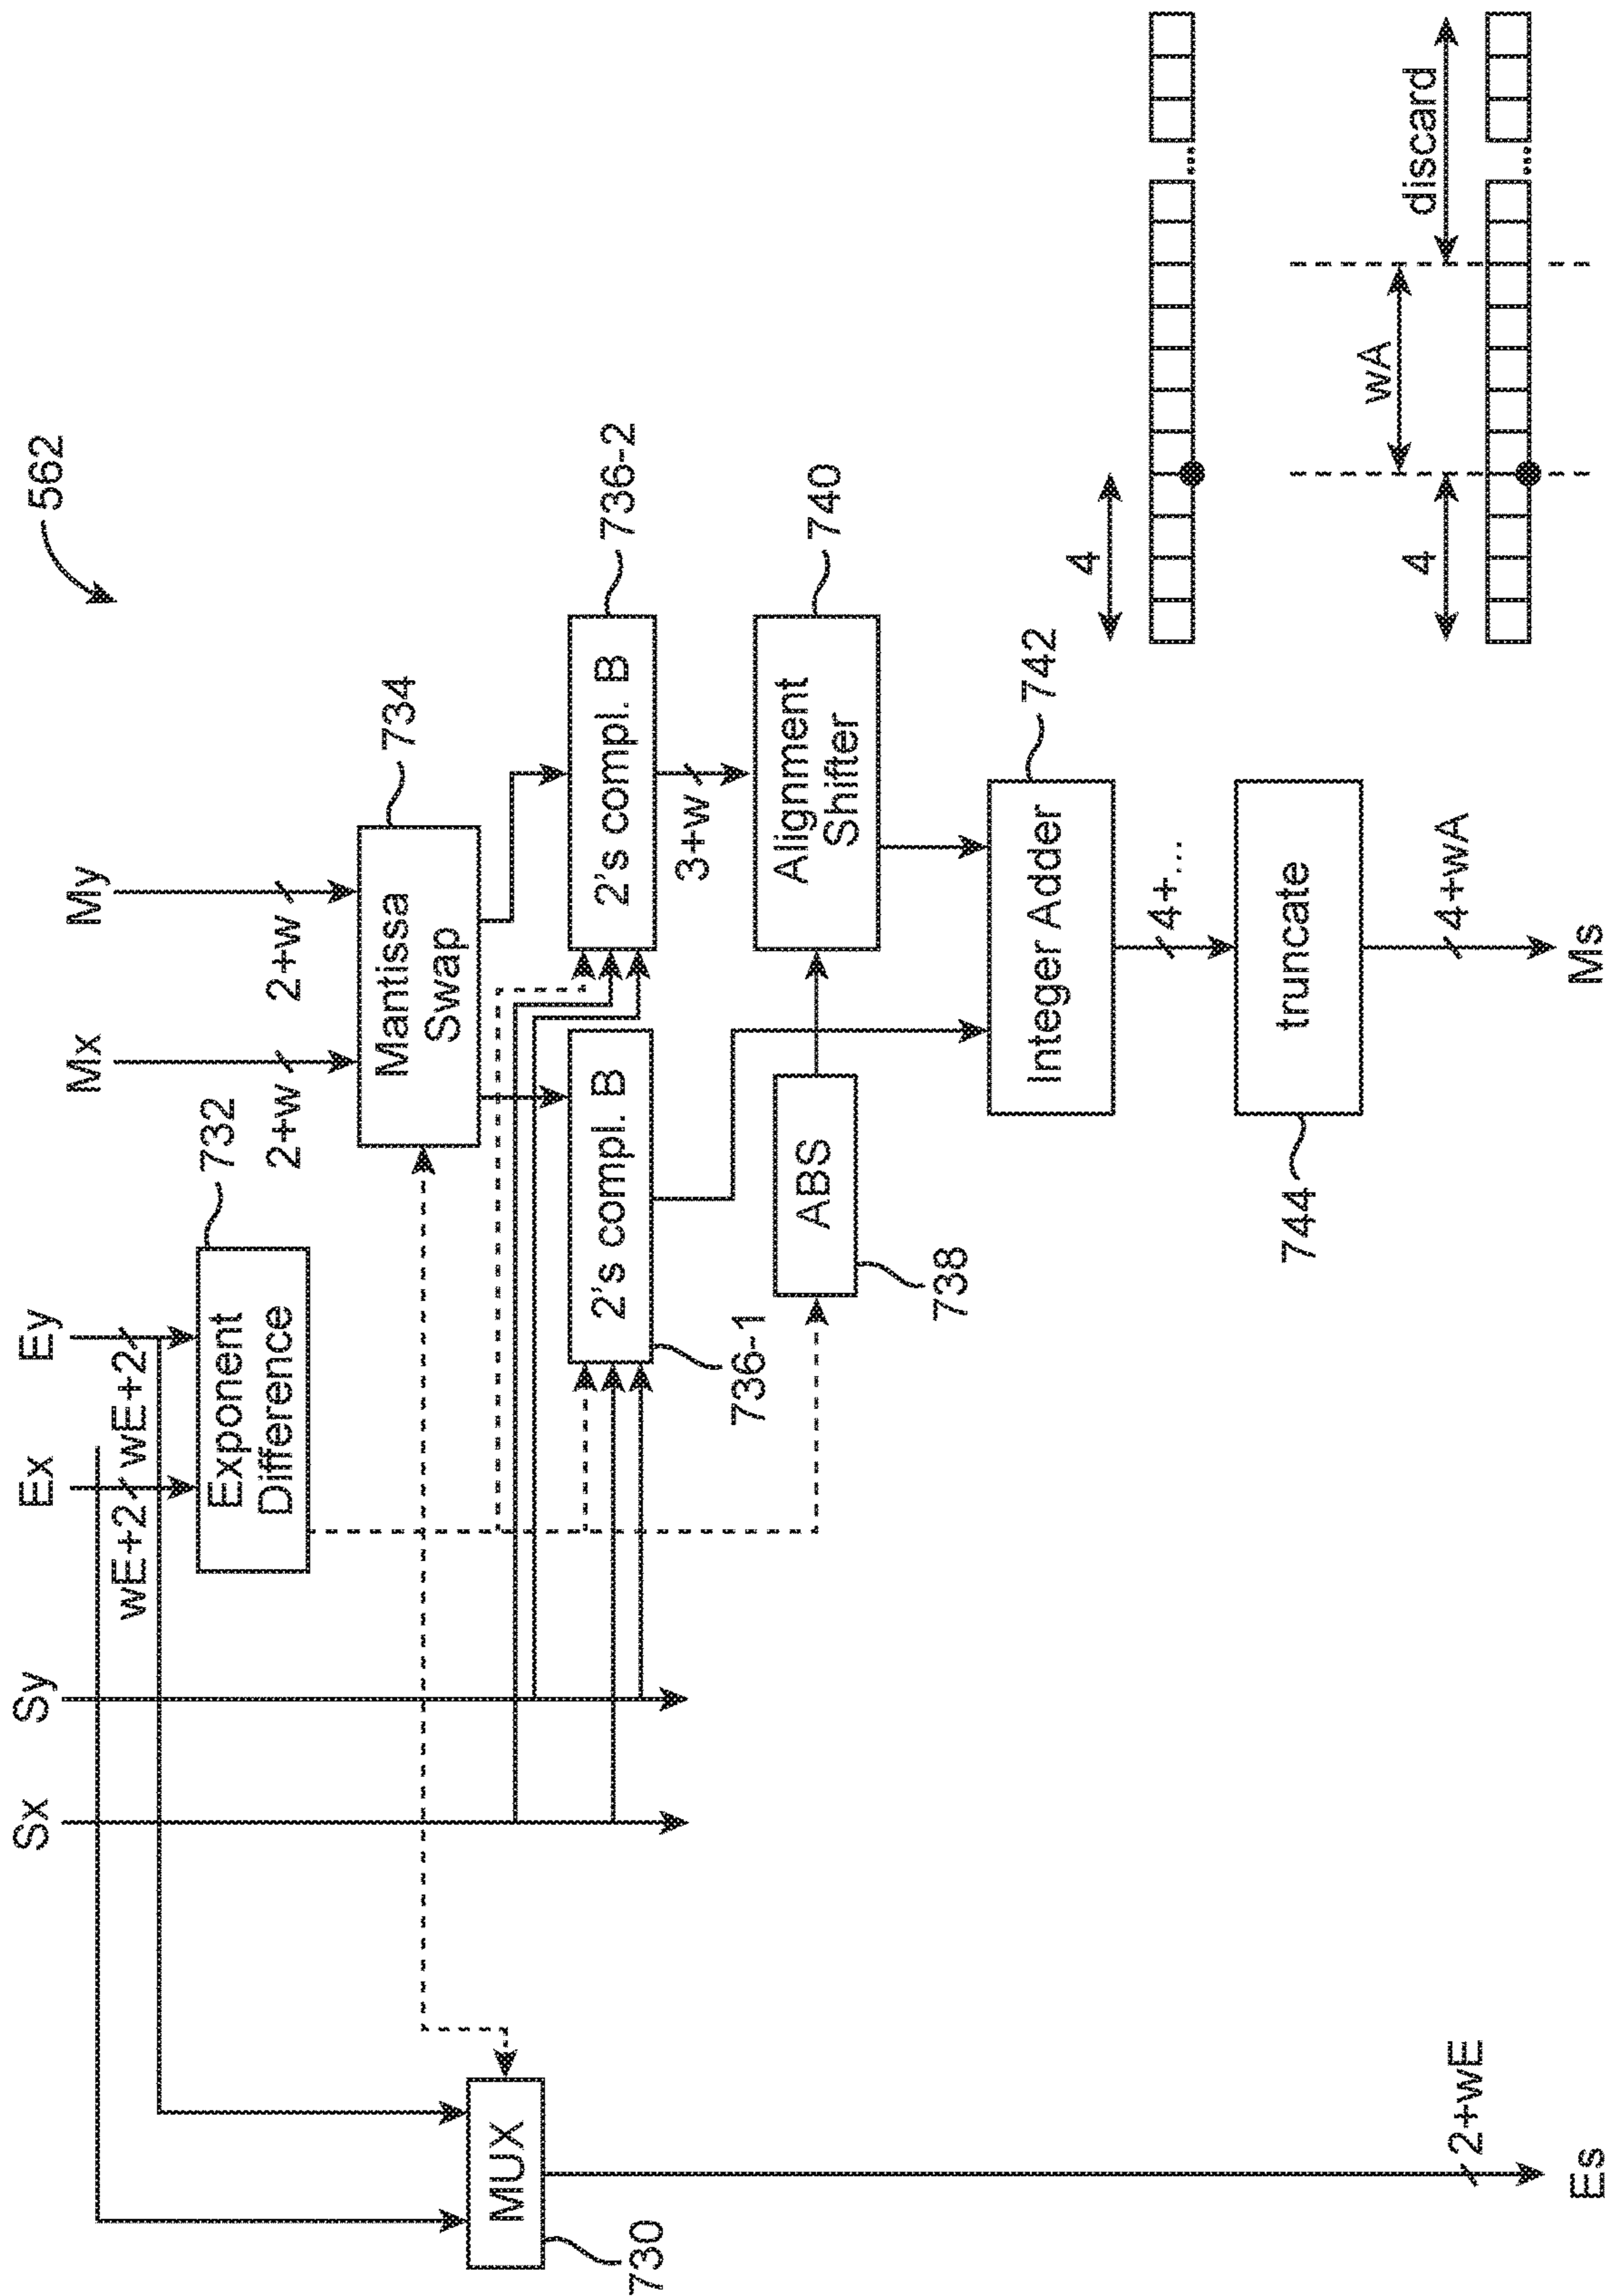 562
Sx
Sy
Ex
Ey
Mx
My
wE+2
wE+2
2+w
2+w
732
734
Exponent
Difference
Mantissa
Swap
MUX
730
2's compl. B
736-1
2's compl. B
736-2
3+w
ABS
738
Alignment
Shifter
740
Integer Adder
742
4+...
truncate
744
4+wA
Ms
2+wE
Es
4
...
4
wA
discard
...